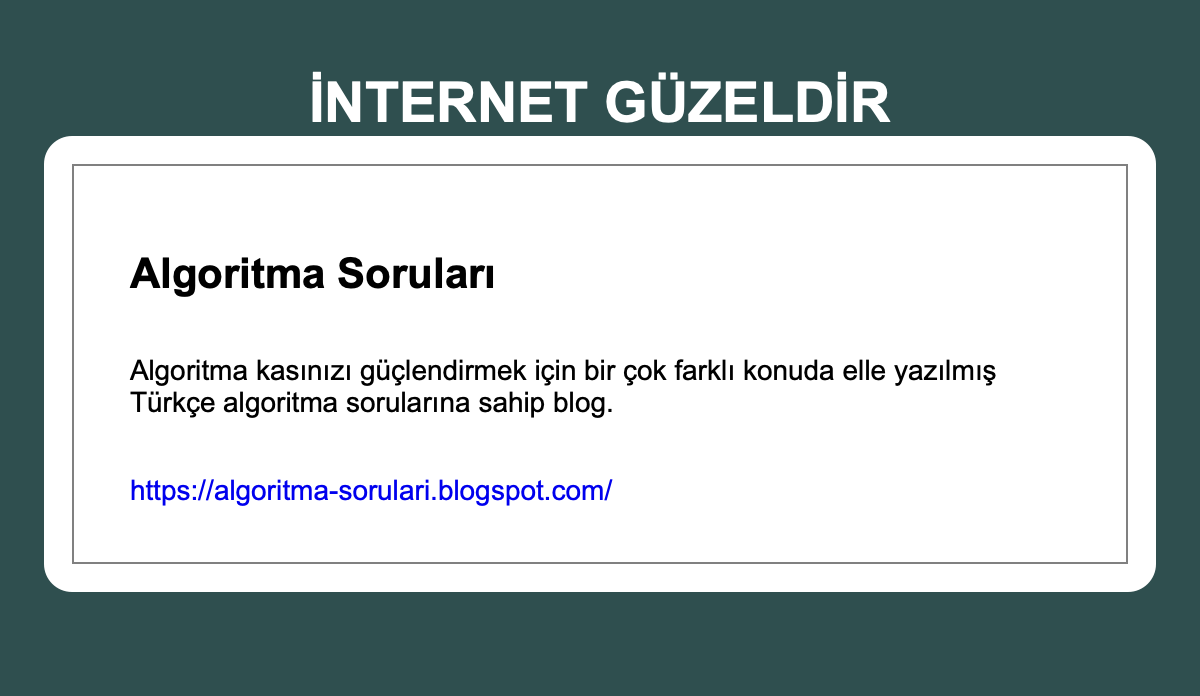 İNTERNET GÜZELDİR
Algoritma Soruları
Algoritma kasınızı güçlendirmek için bir çok farklı konuda elle yazılmış
Türkçe algoritma sorularına sahip blog.
https://algoritma-sorulari.blogspot.com/